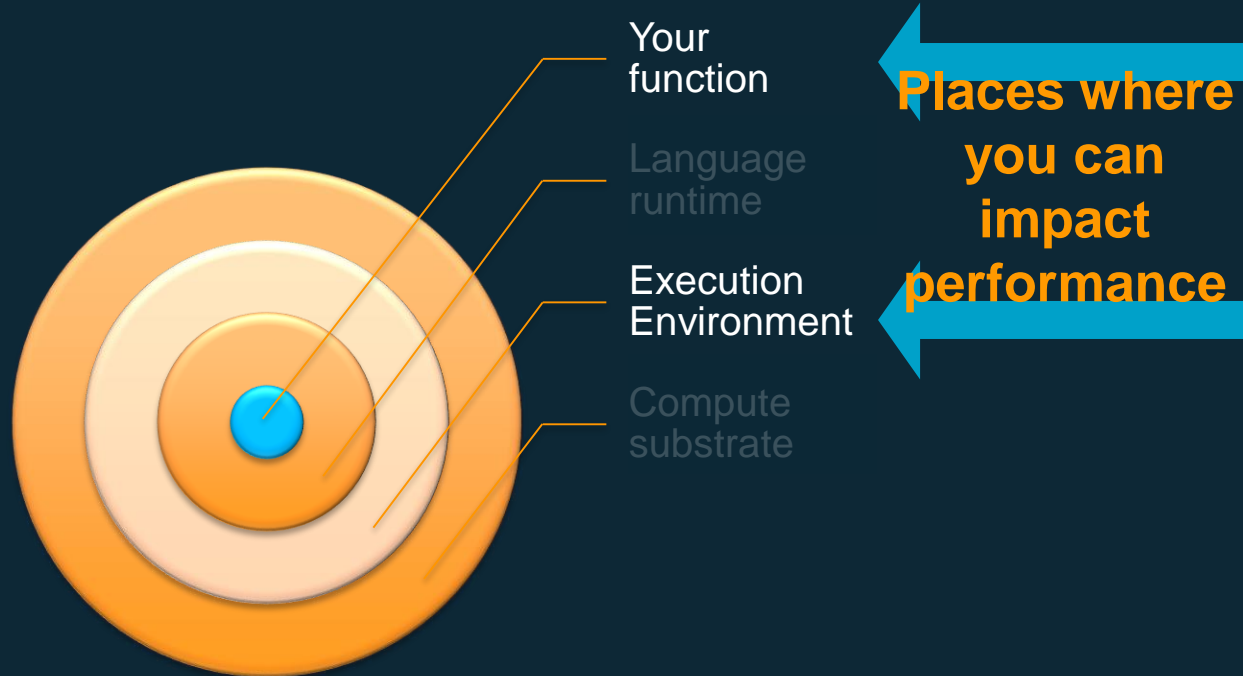 Your
function
Language
runtime
Execution
Environment
Compute
substrate
Places where
you can
impact
performance